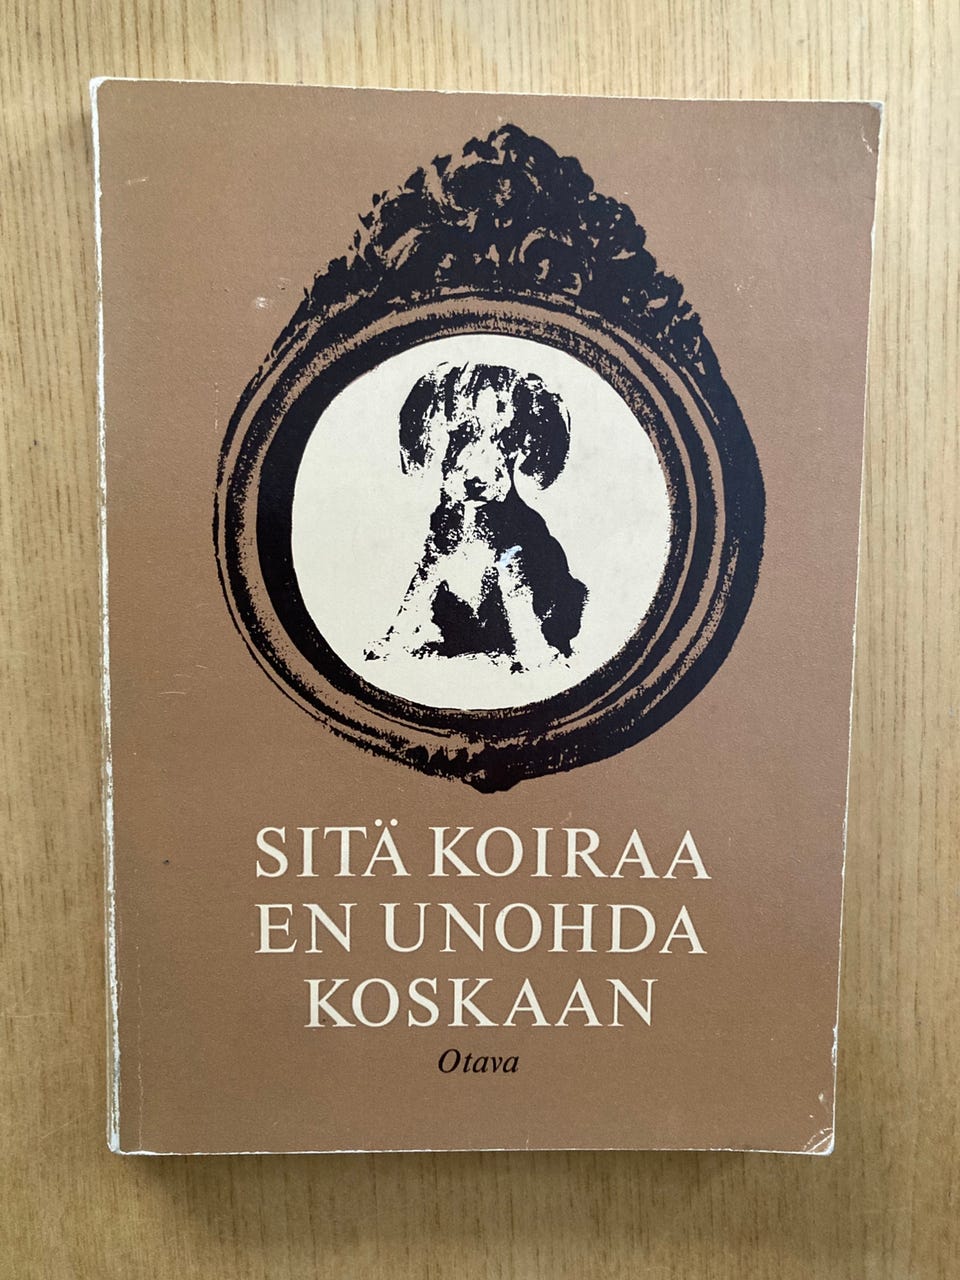 SITÄ KOIRAA
EN UNOHDA
KOSKAAN
Otava